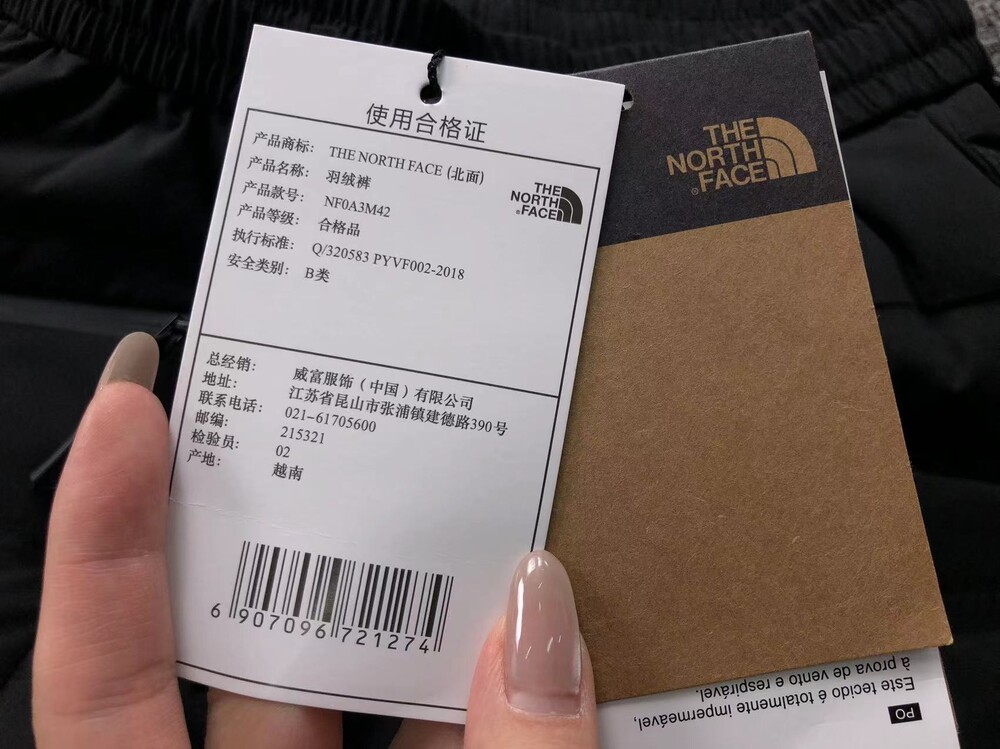 使用合格证
产品商标: THE NORTH FACE (北面)
产品名称: 羽绒裤
产品款号: NF0A3M42
产品等级: 合格品
执行标准: Q/320583 PYVF002-2018
安全类别: B类
THE
NORTH
FACE
总经销: 威富服饰(中国)有限公司
地址: 江苏省昆山市张浦镇建德路390号
联系电话: 021-61705600
邮编: 215321
检验员: 02
产地: 越南
6 907096 721274
THE
NORTH
®FACE
PO
Este tecido é totalmente impermeável,
à prova de vento e respirável.